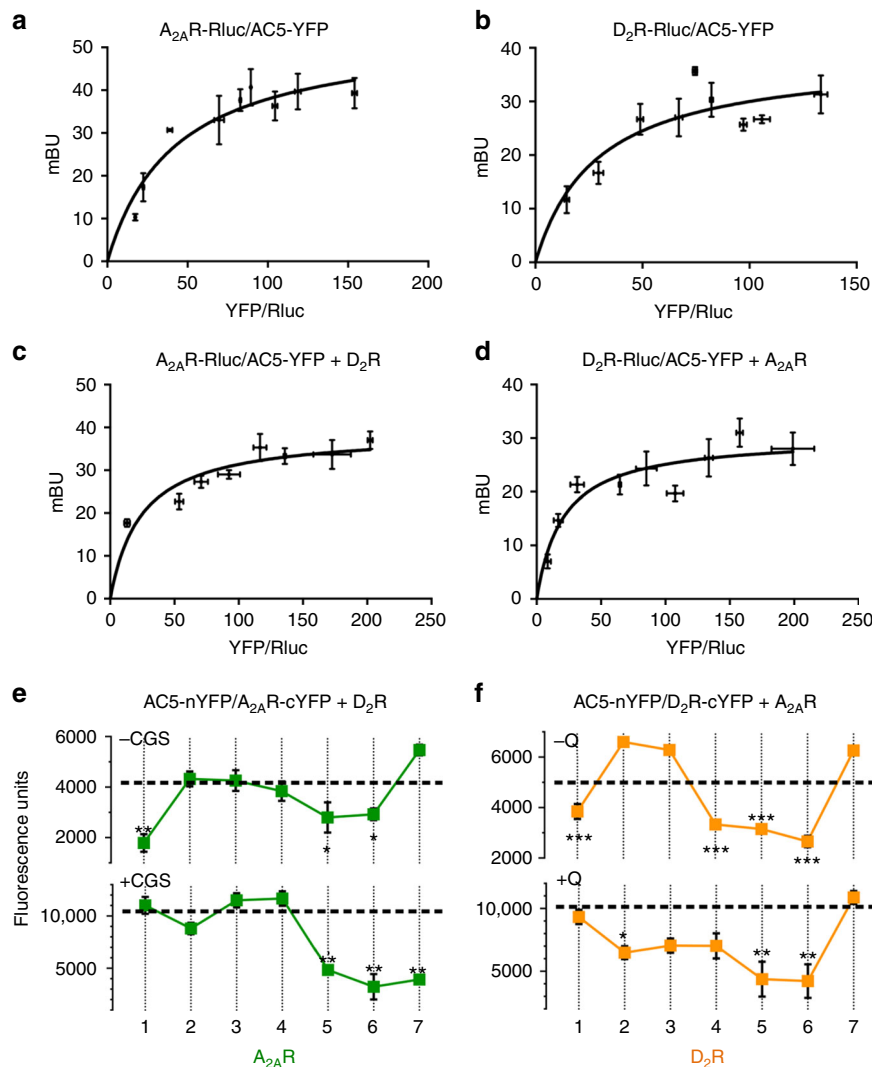 a
A2AR-Rluc/AC5-YFP
50
40
30
20
10
0
mBU
0 50 100 150 200
YFP/Rluc
b
D2R-Rluc/AC5-YFP
40
30
20
10
0
mBU
0 50 100 150
YFP/Rluc
c
A2AR-Rluc/AC5-YFP + D2R
50
40
30
20
10
0
mBU
0 50 100 150 200 250
YFP/Rluc
d
D2R-Rluc/AC5-YFP + A2AR
40
30
20
10
0
mBU
0 50 100 150 200 250
YFP/Rluc
e
AC5-nYFP/A2AR-cYFP + D2R
Fluorescence units
–CGS
6000
4000
2000
** * *
+CGS
10,000
5000
** ** **
1 2 3 4 5 6 7
A2AR
f
AC5-nYFP/D2R-cYFP + A2AR
–Q
6000
4000
2000
*** *** *** ***
+Q
10,000
5000
* ** **
1 2 3 4 5 6 7
D2R